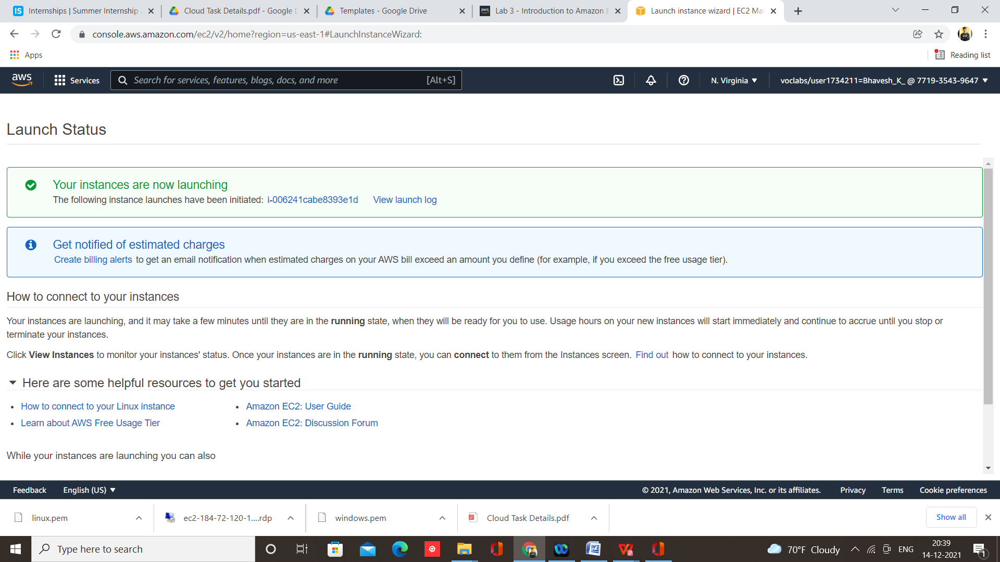 Internships | Summer Internship
Cloud Task Details.pdf - Google
Templates - Google Drive
aws
Lab 3 - Introduction to Amazon
Launch instance wizard | EC2
console.aws.amazon.com/ec2/v2/home?region=us-east-1#LaunchInstanceWizard:
Apps
Reading list
aws
Services
Search for services, features, blogs, docs, and more
[Alt+S]
N. Virginia
voclabs/user1734211=Bhavesh_K_ @ 7719-3543-9647
Launch Status
Your instances are now launching
The following instance launches have been initiated: i-006241cabe8393e1d View launch log
Get notified of estimated charges
Create billing alerts to get an email notification when estimated charges on your AWS bill exceed an amount you define (for example, if you exceed the free usage tier).
How to connect to your instances
Your instances are launching, and it may take a few minutes until they are in the running state, when they will be ready for you to use. Usage hours on your new instances will start immediately and continue to accrue until you stop or
terminate your instances.
Click View Instances to monitor your instances' status. Once your instances are in the running state, you can connect to them from the Instances screen. Find out how to connect to your instances.
Here are some helpful resources to get you started
How to connect to your Linux instance
Amazon EC2: User Guide
Learn about AWS Free Usage Tier
Amazon EC2: Discussion Forum
While your instances are launching you can also
Feedback
English (US)
© 2021, Amazon Web Services, Inc. or its affiliates.
Privacy
Terms
Cookie preferences
linux.pem
ec2-184-72-120-1....rdp
windows.pem
Cloud Task Details.pdf
Show all
Type here to search
70°F Cloudy
ENG
20:39
14-12-2021
1